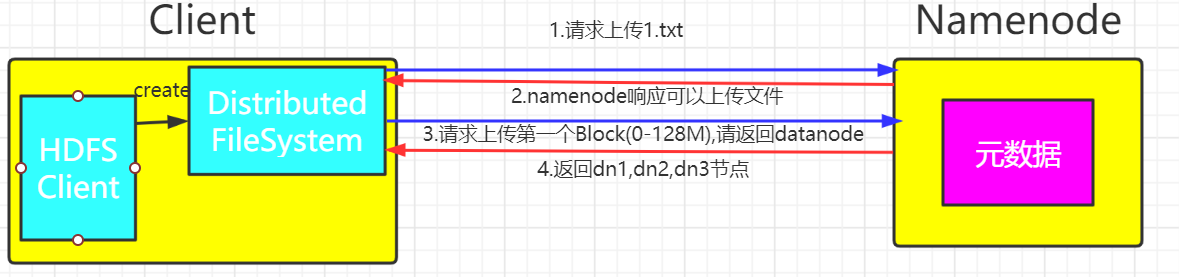 Client
Namenode
1.请求上传1.txt
create
Distributed
FileSystem
HDFS
Client
2.namenode响应可以上传文件
3.请求上传第一个Block(0-128M),请返回datanode
4.返回dn1,dn2,dn3节点
元数据